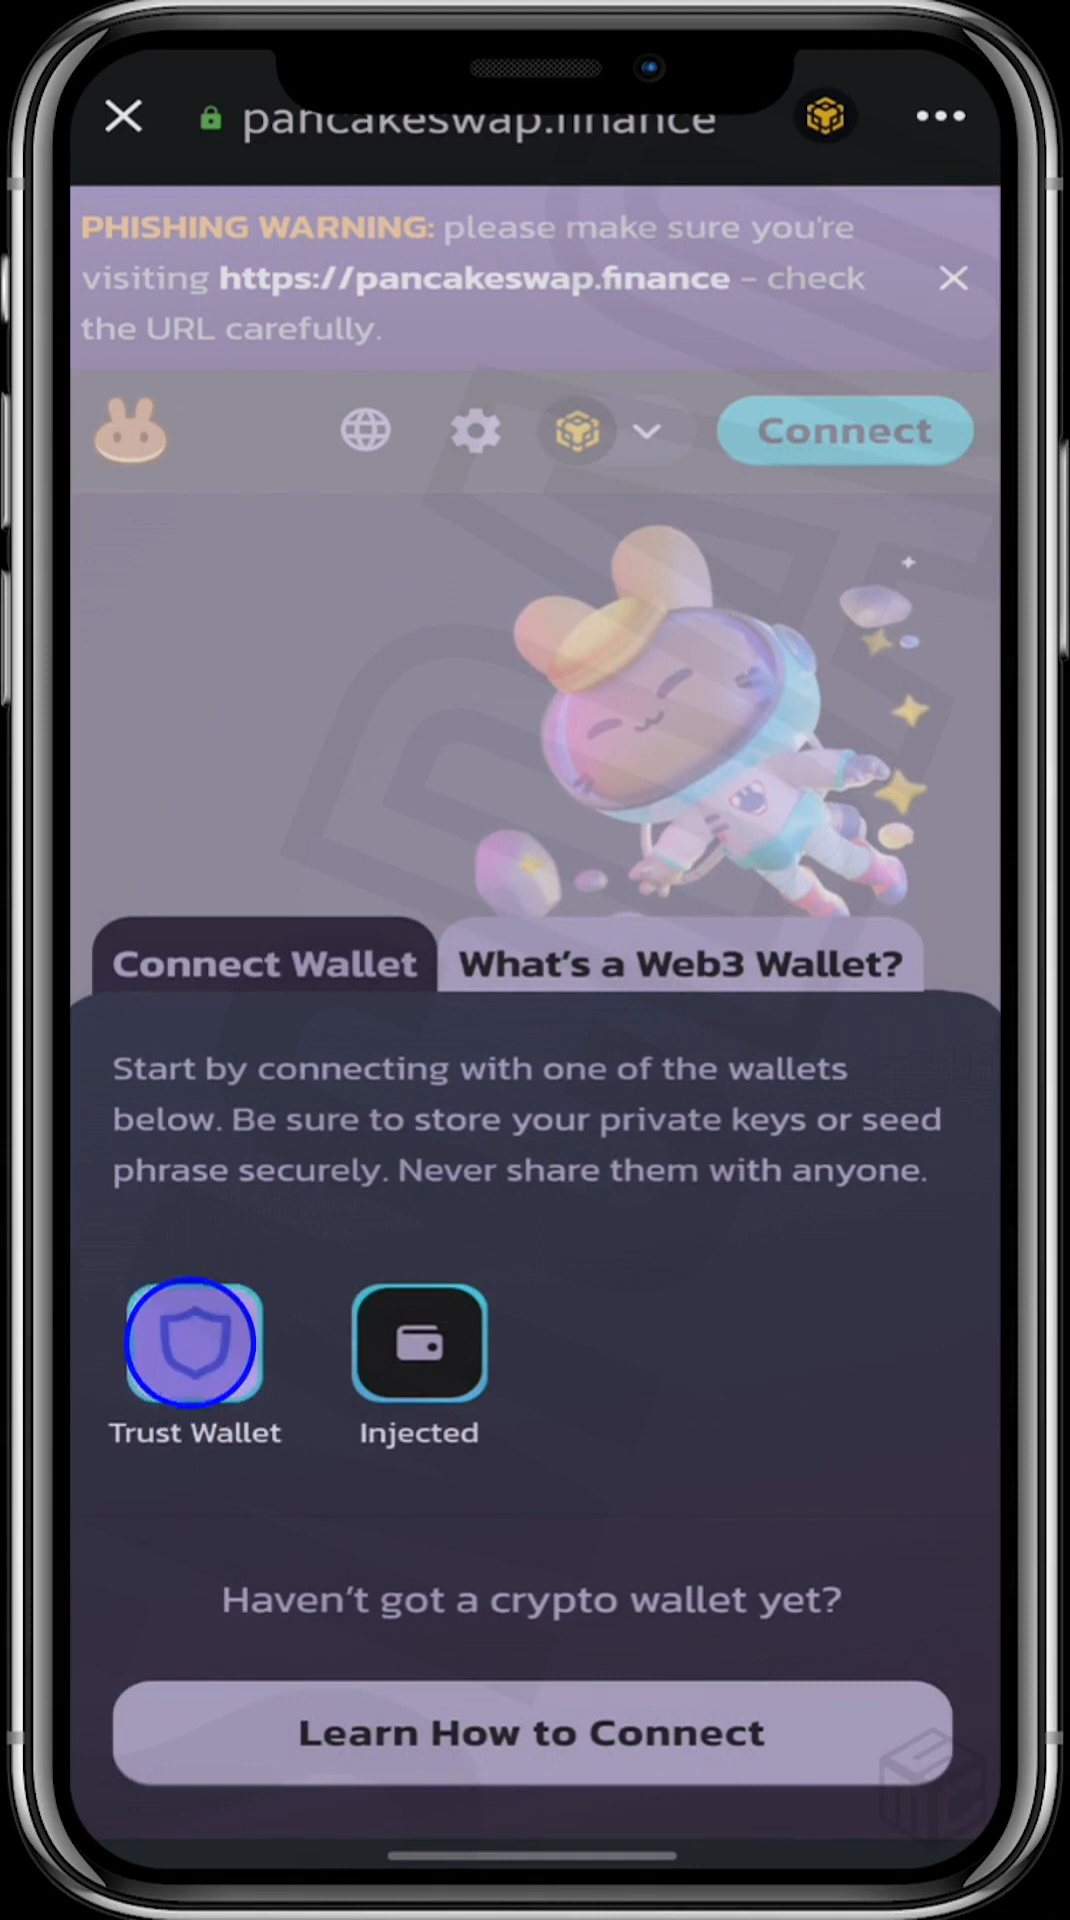 pancakeswap.finance
PHISHING WARNING: please make sure you're
visiting https://pancakeswap.finance - check
the URL carefully.
Connect
Connect Wallet
What's a Web3 Wallet?
Start by connecting with one of the wallets
below. Be sure to store your private keys or seed
phrase securely. Never share them with anyone.
Trust Wallet
Injected
Haven't got a crypto wallet yet?
Learn How to Connect